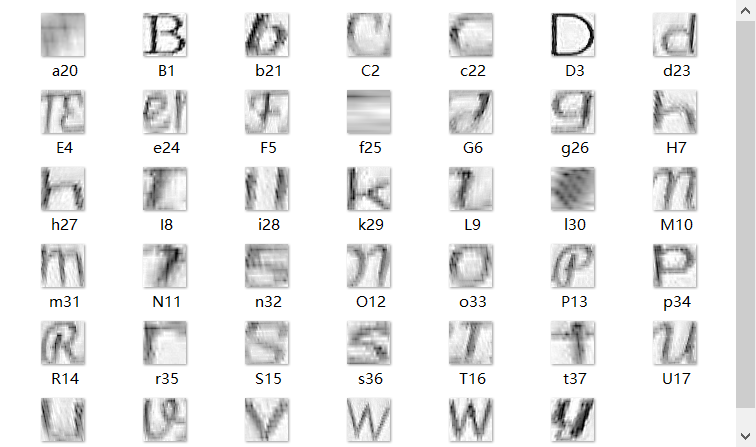 a20 B1 b21 C2 c22 D3 d23
E4 e24 F5 f25 G6 g26 H7
h27 I8 i28 k29 L9 l30 M10
m31 N11 n32 O12 o33 P13 p34
R14 r35 S15 s36 T16 t37 U17